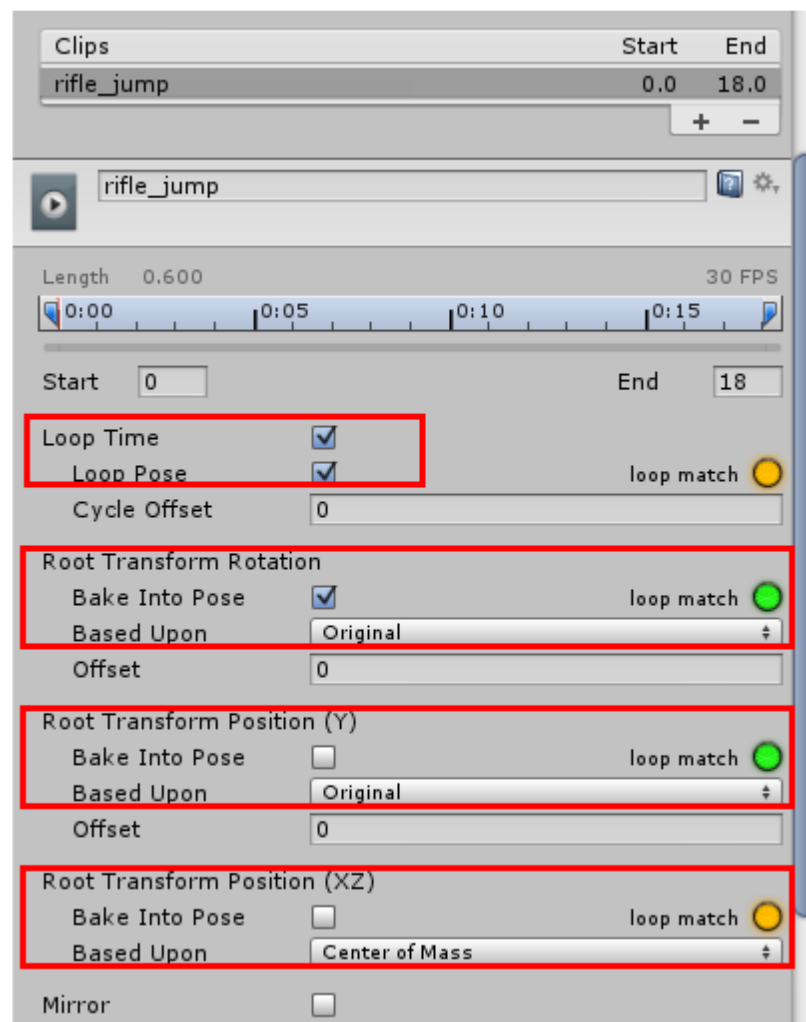 Clips Start End
rifle_jump 0.0 18.0
+ −
rifle_jump
Length 0.600 30 FPS
0:00 0:05 0:10 0:15
Start 0 End 18
Loop Time
Loop Pose loop match
Cycle Offset 0
Root Transform Rotation
Bake Into Pose loop match
Based Upon Original
Offset 0
Root Transform Position (Y)
Bake Into Pose loop match
Based Upon Original
Offset 0
Root Transform Position (XZ)
Bake Into Pose loop match
Based Upon Center of Mass
Mirror